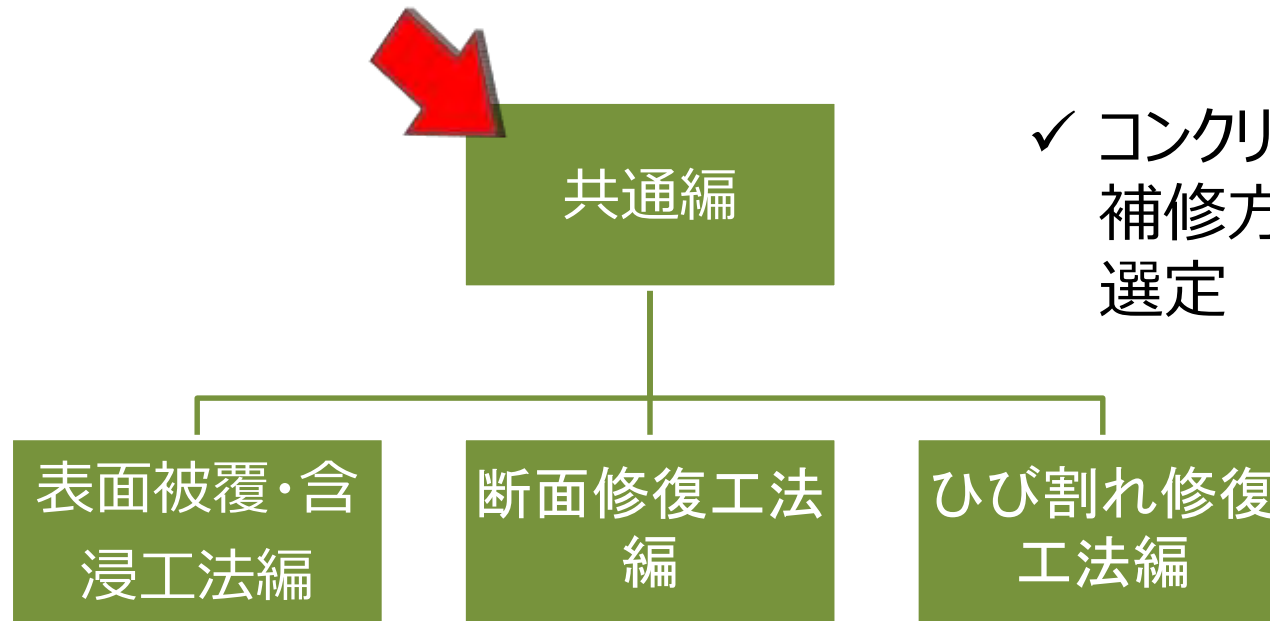 共通編
✓ コンクリ
補修方
選定
表面被覆・含
浸工法編
断面修復工法
編
ひび割れ修復
工法編